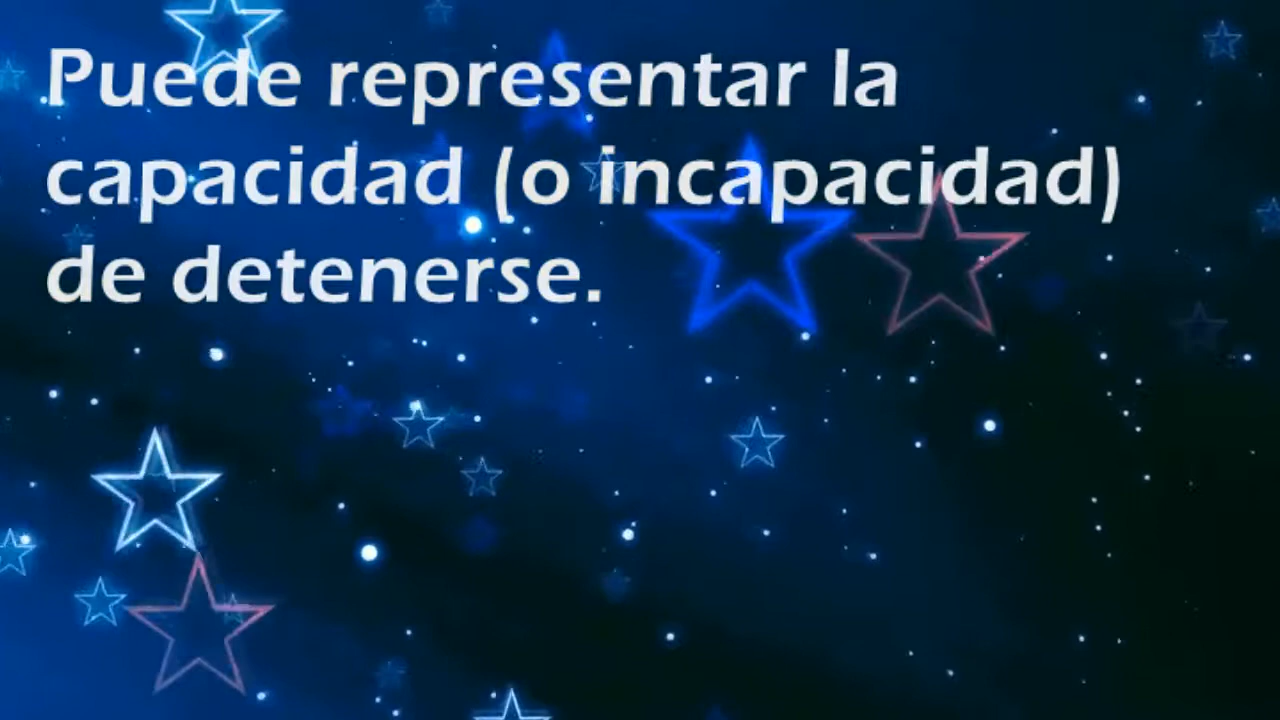 Puede representar la
capacidad (o incapacidad)
de detenerse.